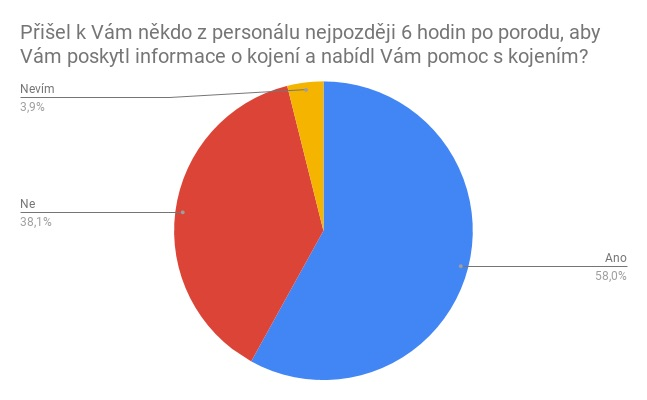 Přišel k Vám někdo z personálu nejpozději 6 hodin po porodu, aby
Vám poskytl informace o kojení a nabídl Vám pomoc s kojením?
Nevím
3,9%
Ne
38,1%
Ano
58,0%